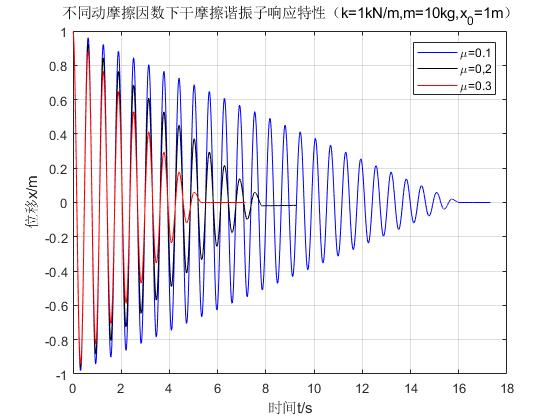 不同动摩擦因数下干摩擦谐振子响应特性（k=1kN/m,m=10kg,x₀=1m）
μ=0.1
μ=0,2
μ=0.3
1
0.8
0.6
0.4
0.2
0
-0.2
-0.4
-0.6
-0.8
-1
位移x/m
0 2 4 6 8 10 12 14 16 18
时间t/s